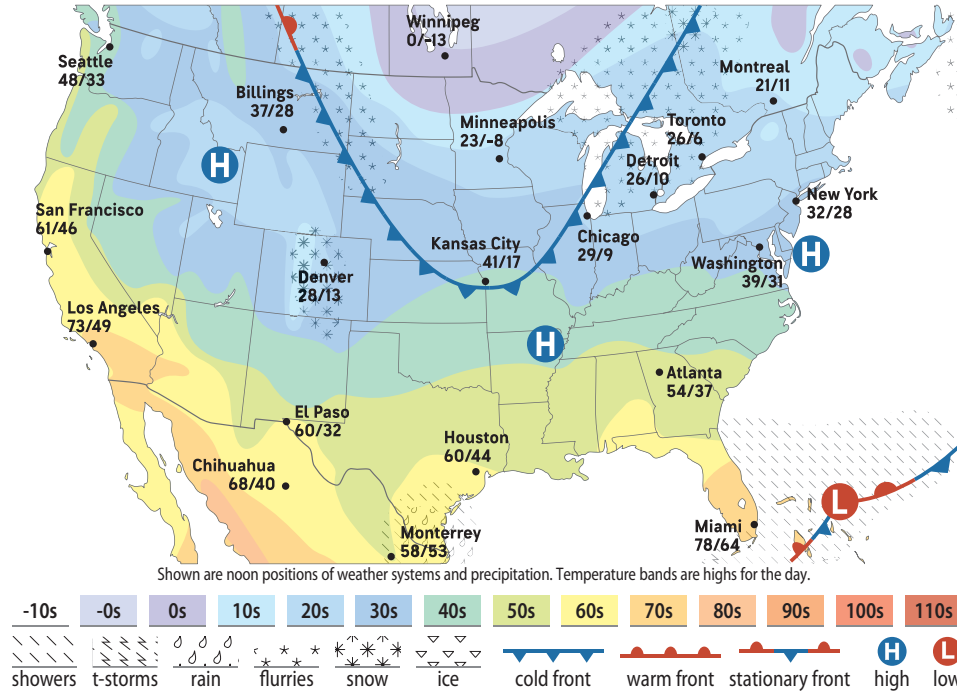 Winnipeg
0/-13
Seattle
48/33
Montreal
21/11
Billings
37/28
Minneapolis
23/-8
Toronto
26/6
Detroit
26/10
H
New York
32/28
San Francisco
61/46
Kansas City
41/17
Chicago
29/9
H
Washington
39/31
Denver
28/13
Los Angeles
73/49
H
Atlanta
54/37
El Paso
60/32
Houston
60/44
Chihuahua
68/40
L
Miami
78/64
Monterrey
58/53
Shown are noon positions of weather systems and precipitation. Temperature bands are highs for the day.
-10s -0s 0s 10s 20s 30s 40s 50s 60s 70s 80s 90s 100s 110s
H L
showers t-storms rain flurries snow ice cold front warm front stationary front high low